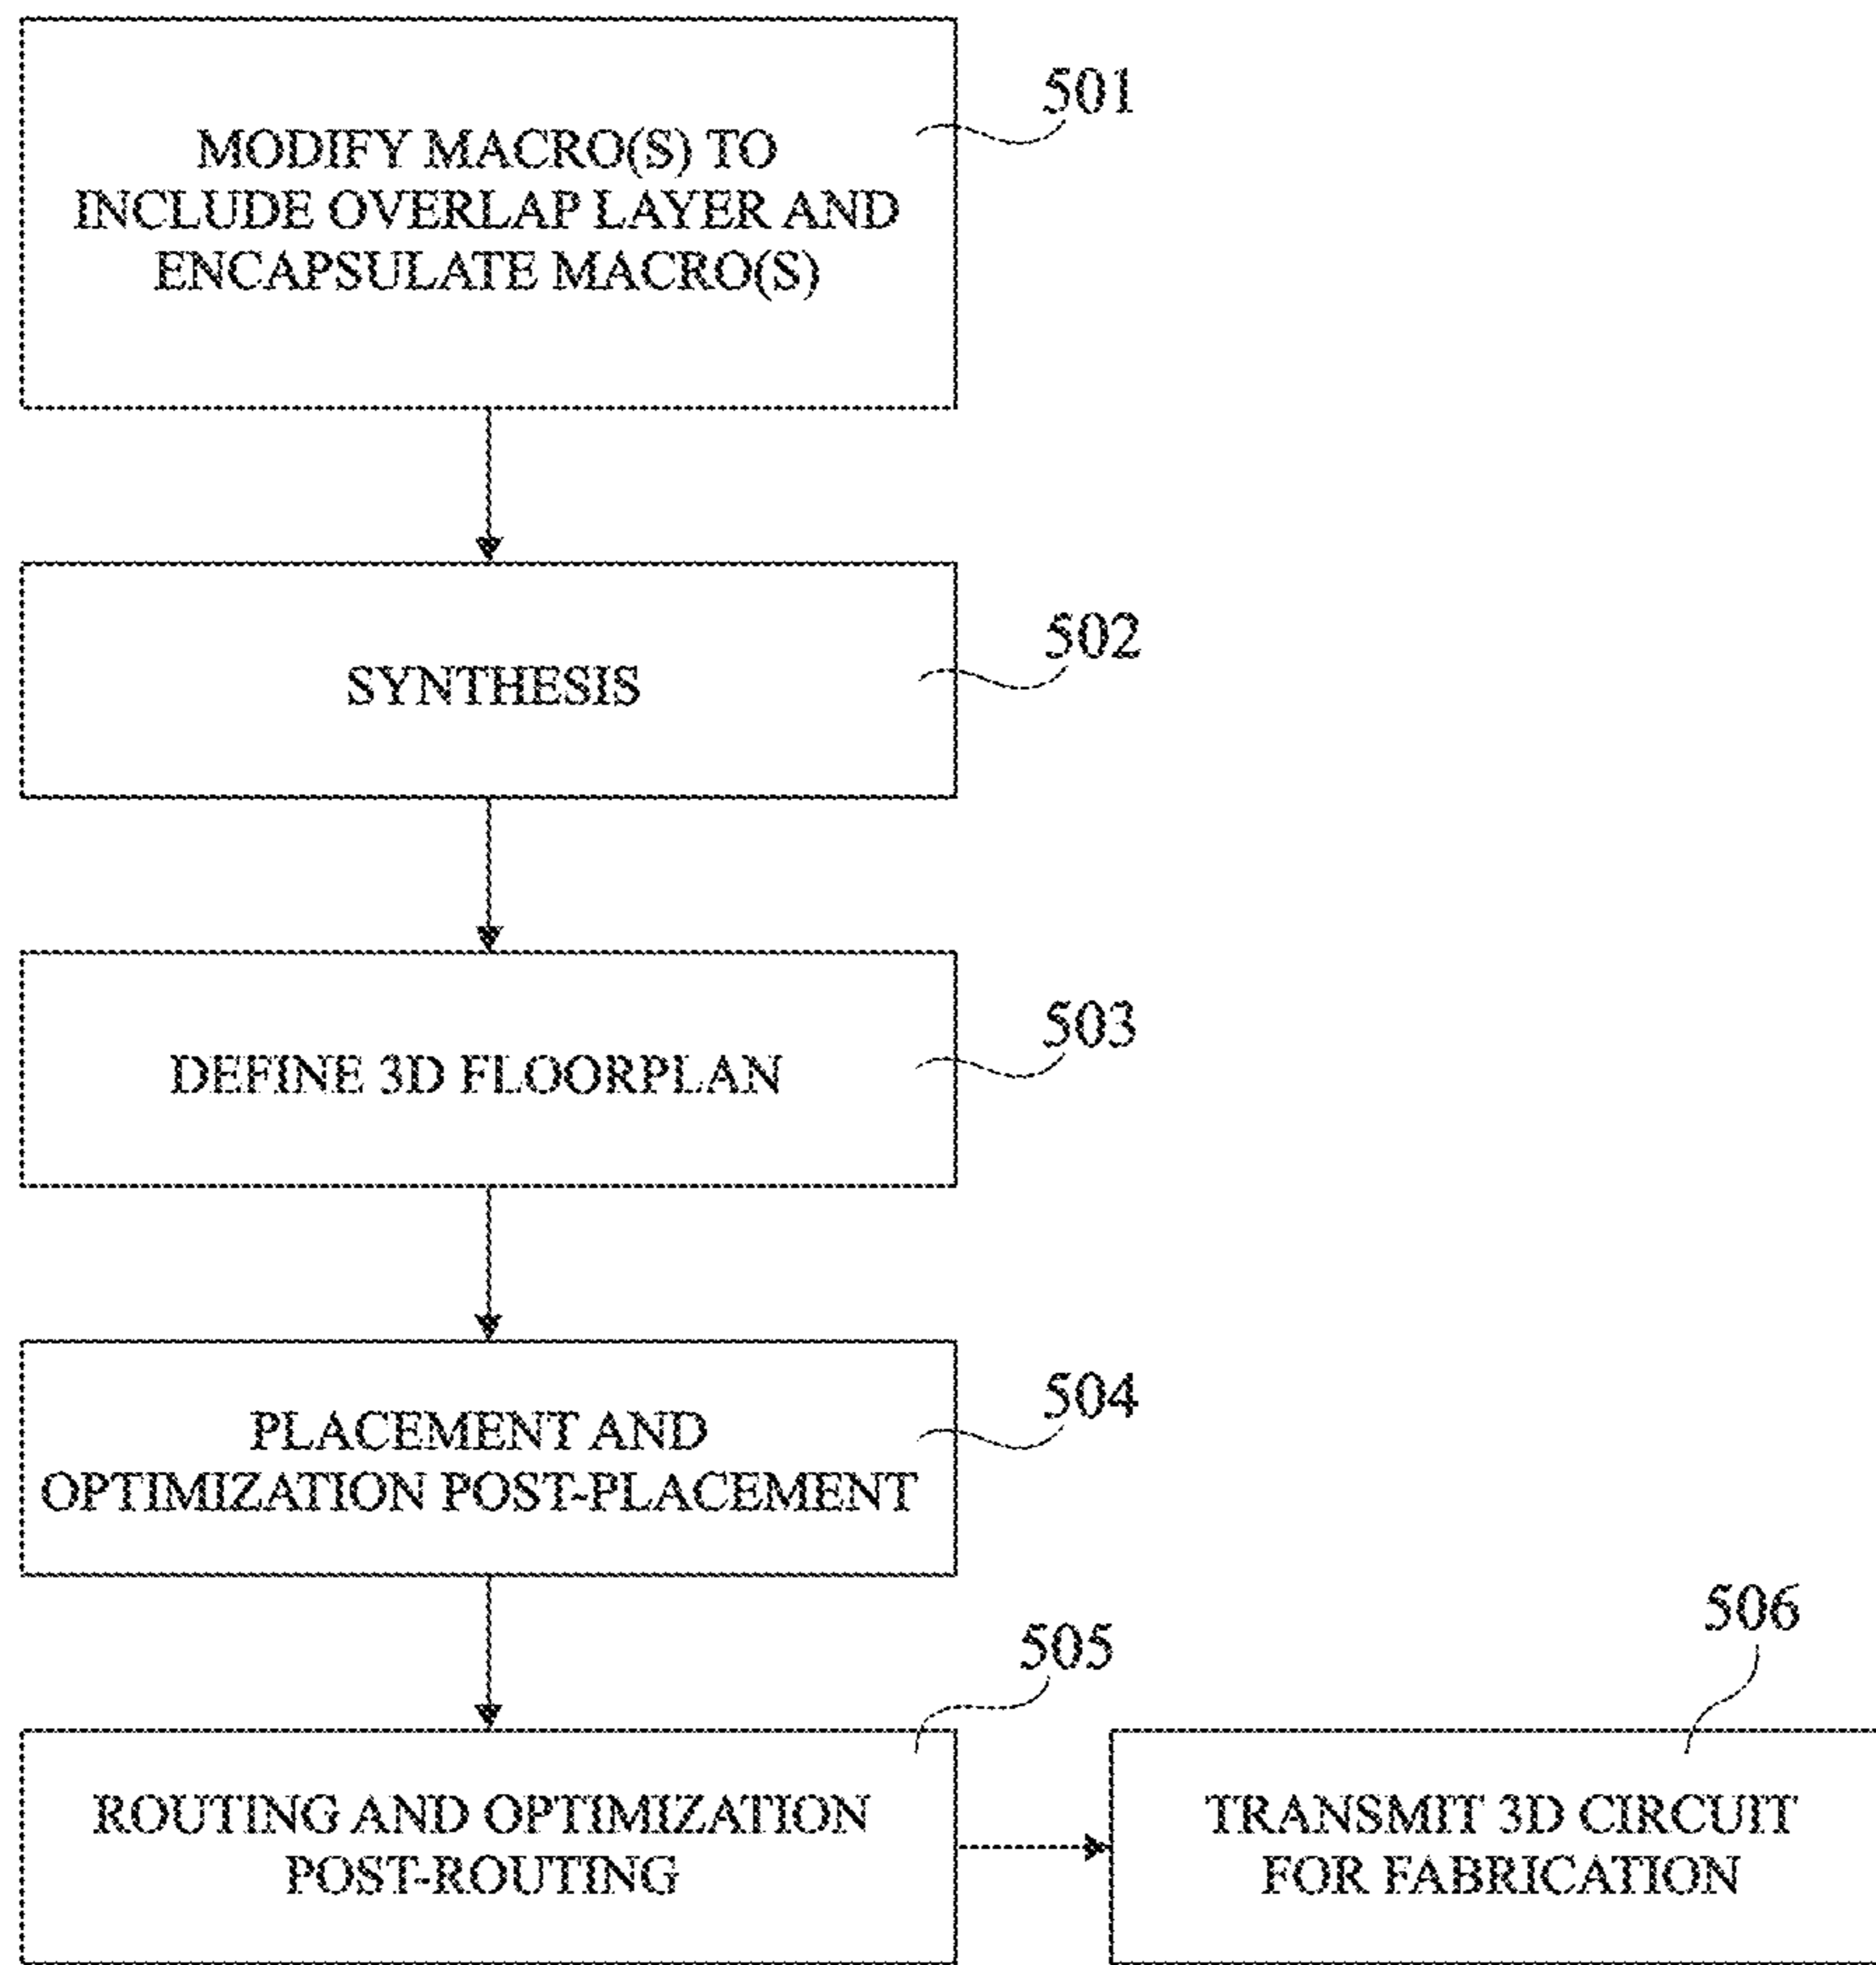 MODIFY MACRO(S) TO
INCLUDE OVERLAP LAYER AND
ENCAPSULATE MACRO(S)
501
SYNTHESIS
502
DEFINE 3D FLOORPLAN
503
PLACEMENT AND
OPTIMIZATION POST-PLACEMENT
504
ROUTING AND OPTIMIZATION
POST-ROUTING
505
TRANSMIT 3D CIRCUIT
FOR FABRICATION
506